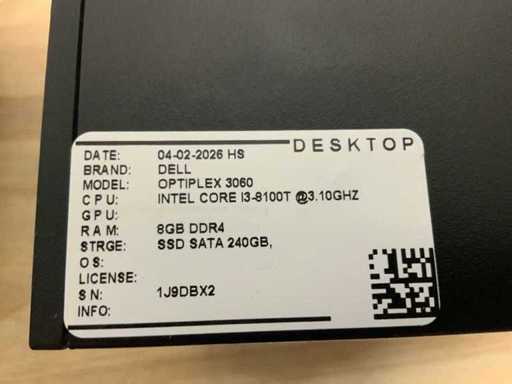 DESKTOP
DATE: 04-02-2026 HS
BRAND: DELL
MODEL: OPTIPLEX 3060
CPU: INTEL CORE I3-8100T @3.10GHZ
GPU:
RAM: 8GB DDR4
STRGE: SSD SATA 240GB,
OS:
LICENSE:
SN: 1J9DBX2
INFO: